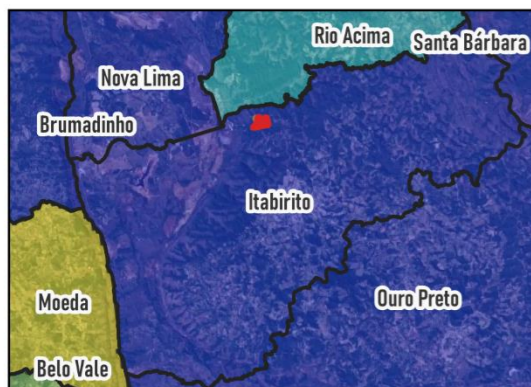 Rio Acima
Santa Bárbara
Nova Lima
Brumadinho
Itabirito
Moeda
Ouro Preto
Belo Vale